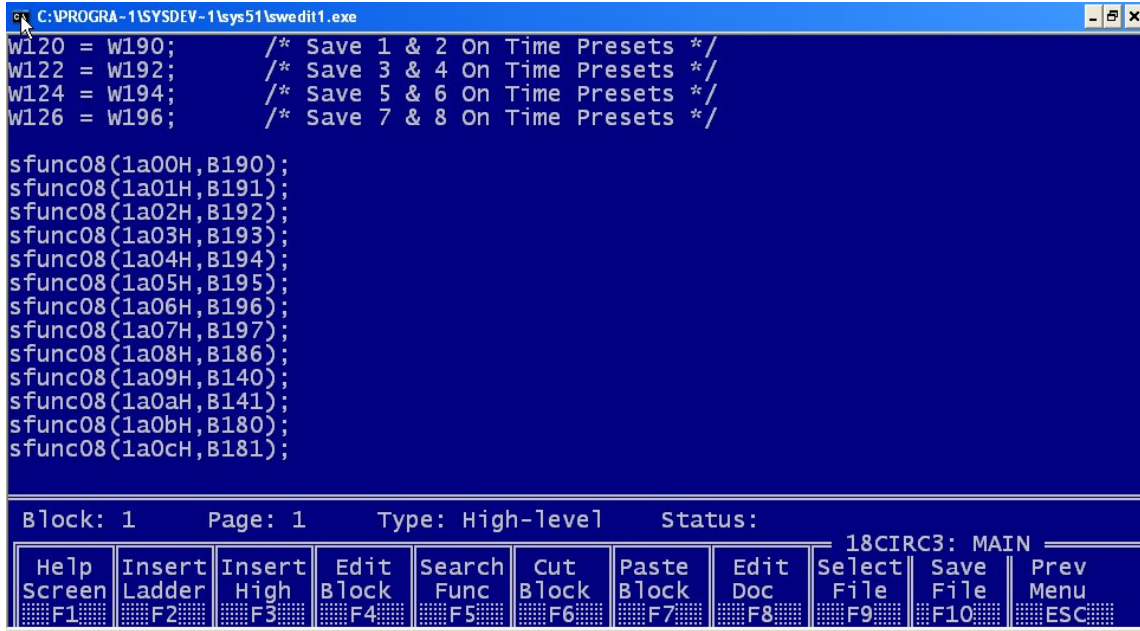 C:\PROGRA~1\SYSDEV~1\sys51\swedit1.exe
W120 = W190;      /* Save 1 & 2 On Time Presets */
W122 = W192;      /* Save 3 & 4 On Time Presets */
W124 = W194;      /* Save 5 & 6 On Time Presets */
W126 = W196;      /* Save 7 & 8 On Time Presets */
sfunc08(1a00H,B190);
sfunc08(1a01H,B191);
sfunc08(1a02H,B192);
sfunc08(1a03H,B193);
sfunc08(1a04H,B194);
sfunc08(1a05H,B195);
sfunc08(1a06H,B196);
sfunc08(1a07H,B197);
sfunc08(1a08H,B186);
sfunc08(1a09H,B140);
sfunc08(1a0aH,B141);
sfunc08(1a0bH,B180);
sfunc08(1a0cH,B181);
Block: 1    Page: 1    Type: High-level    Status:
18CIRC3: MAIN
Help Insert Insert Edit Search Cut Paste Edit Select Save Prev
Screen Ladder High Block Func Block Block Doc File File Menu
F1 F2 F3 F4 F5 F6 F7 F8 F9 F10 ESC